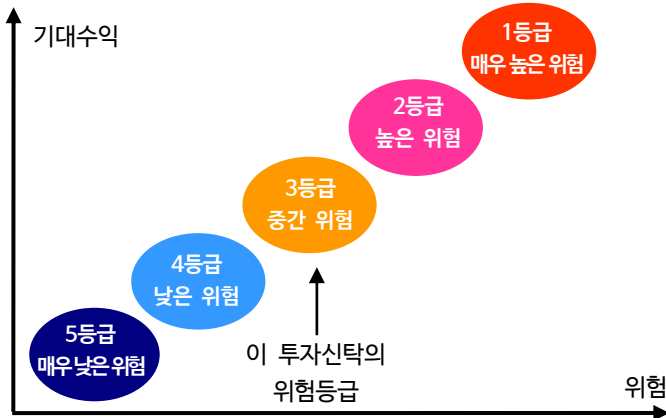 기대수익
1등급
매우 높은 위험
2등급
높은 위험
3등급
중간 위험
4등급
낮은 위험
5등급
매우 낮은 위험
이 투자신탁의
위험등급
위험